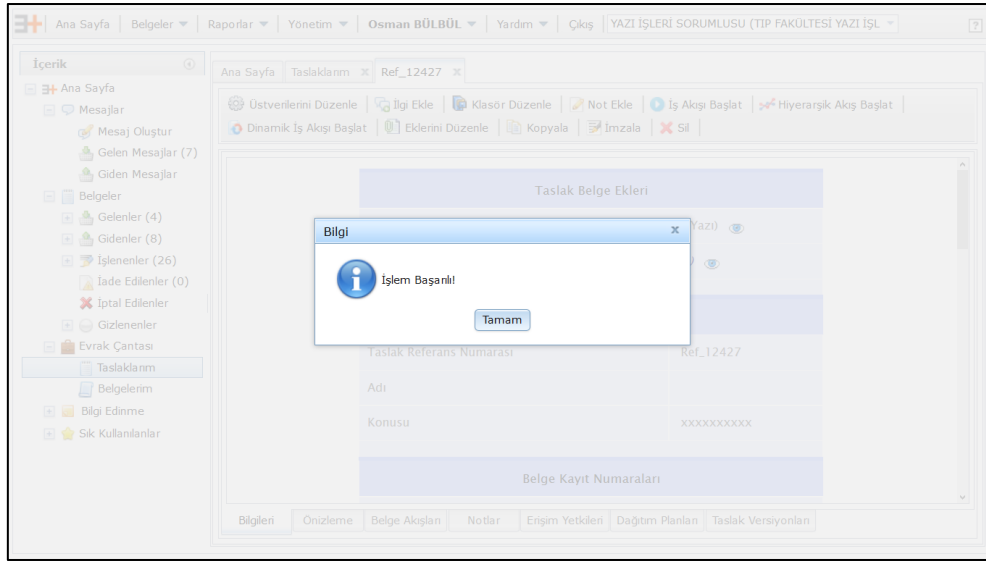 Ana Sayfa Belgeler Raporlar Yönetim Osman BÜLBÜL Yardım Çıkış YAZI İŞLERİ SORUMLUSU (TIP FAKÜLTESİ YAZI İŞL ?
İçerik
Ana Sayfa
Mesajlar
Mesaj Oluştur
Gelen Mesajlar (7)
Giden Mesajlar
Belgeler
Gelenler (4)
Gidenler (8)
İşlenenler (26)
İade Edilenler (0)
İptal Edilenler
Gizlenenler
Evrak Çantası
Taslaklarım
Belgelerim
Bilgi Edinme
Sık Kullanılanlar
Ana Sayfa Taslaklarım x Ref_12427 x
Üstverilerini Düzenle İlgi Ekle Klasör Düzenle Not Ekle İş Akışı Başlat Hiyerarşik Akış Başlat
Dinamik İş Akışı Başlat Eklerini Düzenle Kopyala İmzala Sil
Taslak Belge Ekleri
Yazı)
)
Bilgi x
İşlem Başarılı!
Tamam
Taslak Referans Numarası Ref_12427
Adı
Konusu xxxxxxxxxx
Belge Kayıt Numaraları
Bilgileri Önizleme Belge Akışları Notlar Erişim Yetkileri Dağıtım Planları Taslak Versiyonları